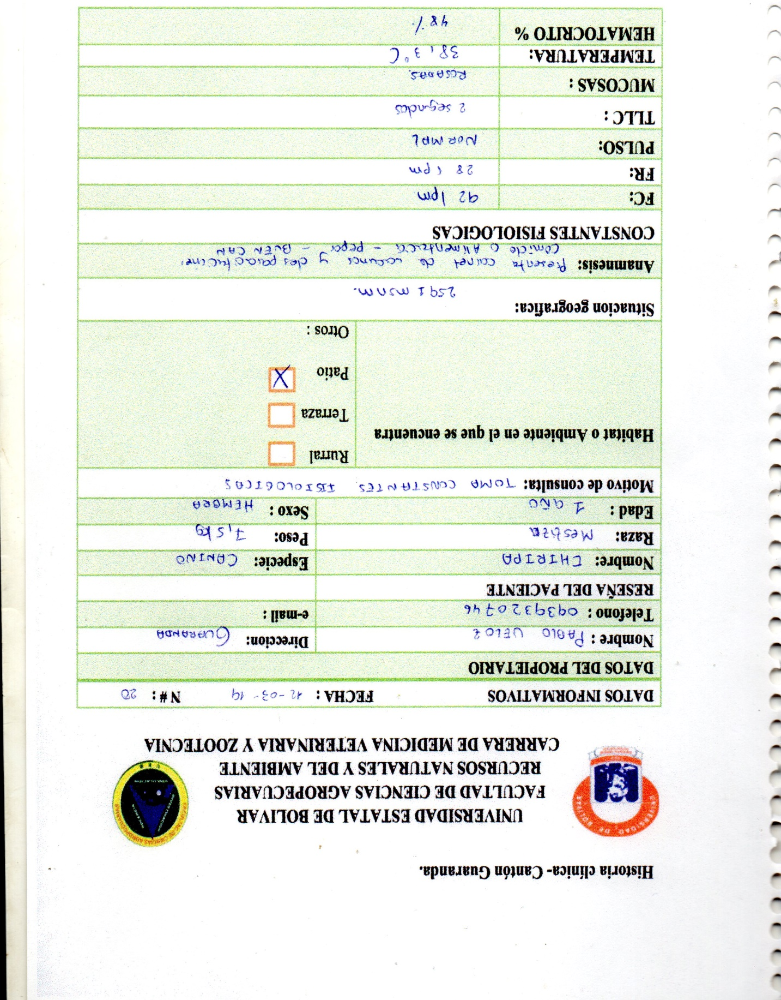 Historia clínica- Cantón Guaranda.
UNIVERSIDAD ESTATAL DE BOLIVAR
FACULTAD DE CIENCIAS AGROPECUARIAS
RECURSOS NATURALES Y DEL AMBIENTE
CARRERA DE MEDICINA VETERINARIA Y ZOOTECNIA
DATOS INFORMATIVOS FECHA : 12-03-19 N# : 20
DATOS DEL PROPIETARIO
Nombre : PABLO VELOZ Direccion: GUARANDA
Telefono : 0939320746 e-mail :
RESEÑA DEL PACIENTE
Nombre: CHIRIPA Especie: CANINO
Raza: Mestiza Peso: 7,5 kg
Edad : 1 año Sexo : HEMBRA
Motivo de consulta: TOMA CONSTANTES FISIOLOGICAS
Habitat o Ambiente en el que se encuentra
Rurral
Terraza
Patio X
Otros :
Situacion geografica: 2591 msnm.
Anamnesis: Presenta carnet de vacunas y
comida o Alimenticia - pepa - BUEN CAN
CONSTANTES FISIOLOGICAS
FC: 92 lpm
FR: 28 rpm
PULSO: NORMAL
TLLC : 2 segundos
MUCOSAS : ROSADAS.
TEMPERATURA: 38,3 °C
HEMATOCRITO % 48 %